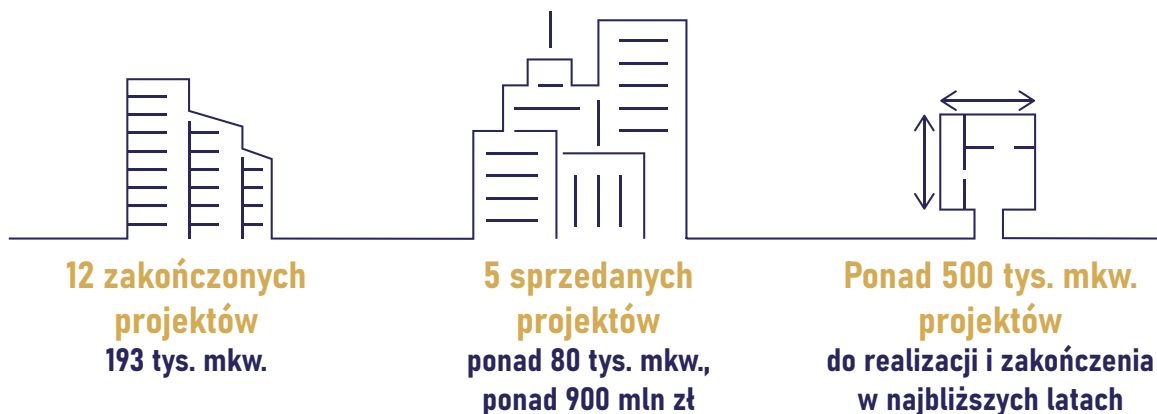 12 zakończonych
projektów
193 tys. mkw.
5 sprzedanych
projektów
ponad 80 tys. mkw.,
ponad 900 mln zł
Ponad 500 tys. mkw.
projektów
do realizacji i zakończenia
w najbliższych latach